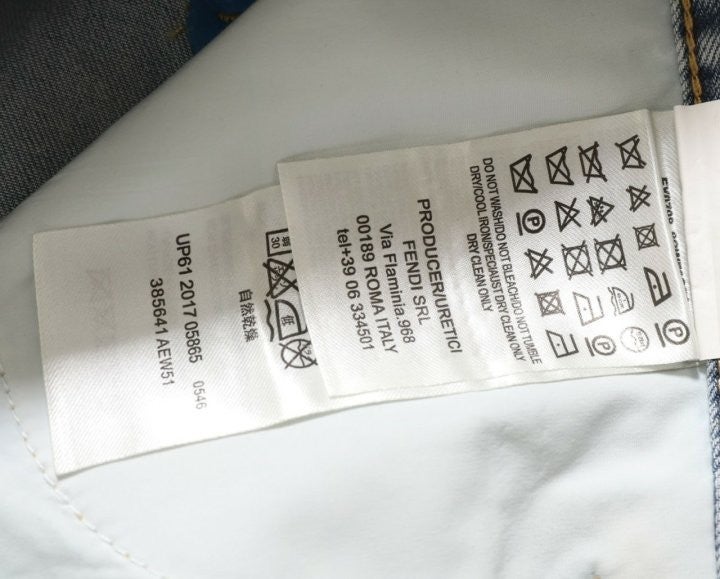 DO NOT WASH/DO NOT BLEACH/DO NOT TUMBLE
DRY/COOL IRON/SPECIALIST DRY CLEAN ONLY
DRY CLEAN ONLY
PRODUCER/URETICI
FENDI SRL
Via Flaminia.968
00189 ROMA ITALY
tel+39 06 334501
30
低
自然乾燥
UP61 2017 05865
0546
385641 AEW51